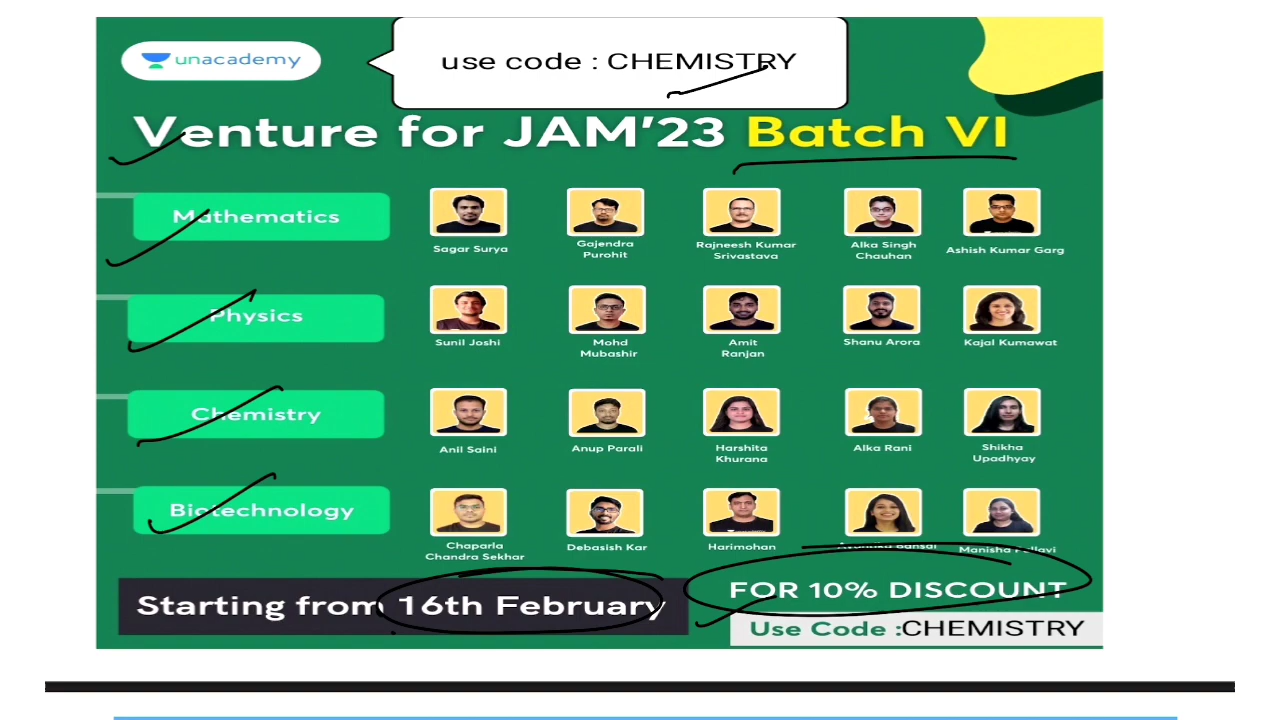 unacademy
use code : CHEMISTRY
Venture for JAM'23 Batch VI
Mathematics
Sagar Surya
Gajendra
Purohit
Rajneesh Kumar
Srivastava
Alka Singh
Chauhan
Ashish Kumar Garg
Physics
Sunil Joshi
Mohd
Mubashir
Amit
Ranjan
Shanu Arora
Kajal Kumawat
Chemistry
Anil Saini
Anup Parali
Harshita
Khurana
Alka Rani
Shikha
Upadhyay
Biotechnology
Chaparla
Chandra Sekhar
Debasish Kar
Harimohan
Bansal
Manisha Pallavi
Starting from 16th February
FOR 10% DISCOUNT
Use Code :CHEMISTRY